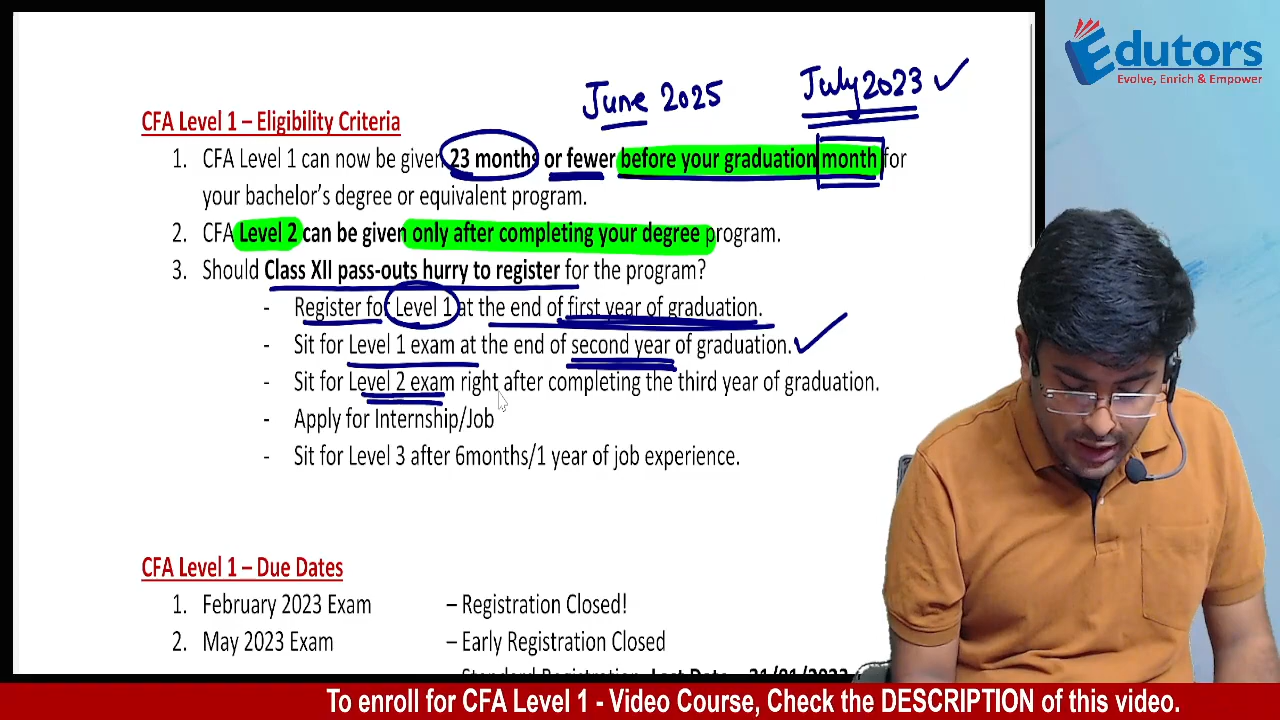 Edutors
Evolve, Enrich & Empower
June 2025
July 2023
CFA Level 1 – Eligibility Criteria
1. CFA Level 1 can now be given 23 months or fewer before your graduation month for
your bachelor's degree or equivalent program.
2. CFA Level 2 can be given only after completing your degree program.
3. Should Class XII pass-outs hurry to register for the program?
- Register for Level 1 at the end of first year of graduation.
- Sit for Level 1 exam at the end of second year of graduation.
- Sit for Level 2 exam right after completing the third year of graduation.
- Apply for Internship/Job
- Sit for Level 3 after 6months/1 year of job experience.
CFA Level 1 – Due Dates
1. February 2023 Exam – Registration Closed!
2. May 2023 Exam – Early Registration Closed
– Standard Registration Last Date – 31/01/2023
To enroll for CFA Level 1 - Video Course, Check the DESCRIPTION of this video.